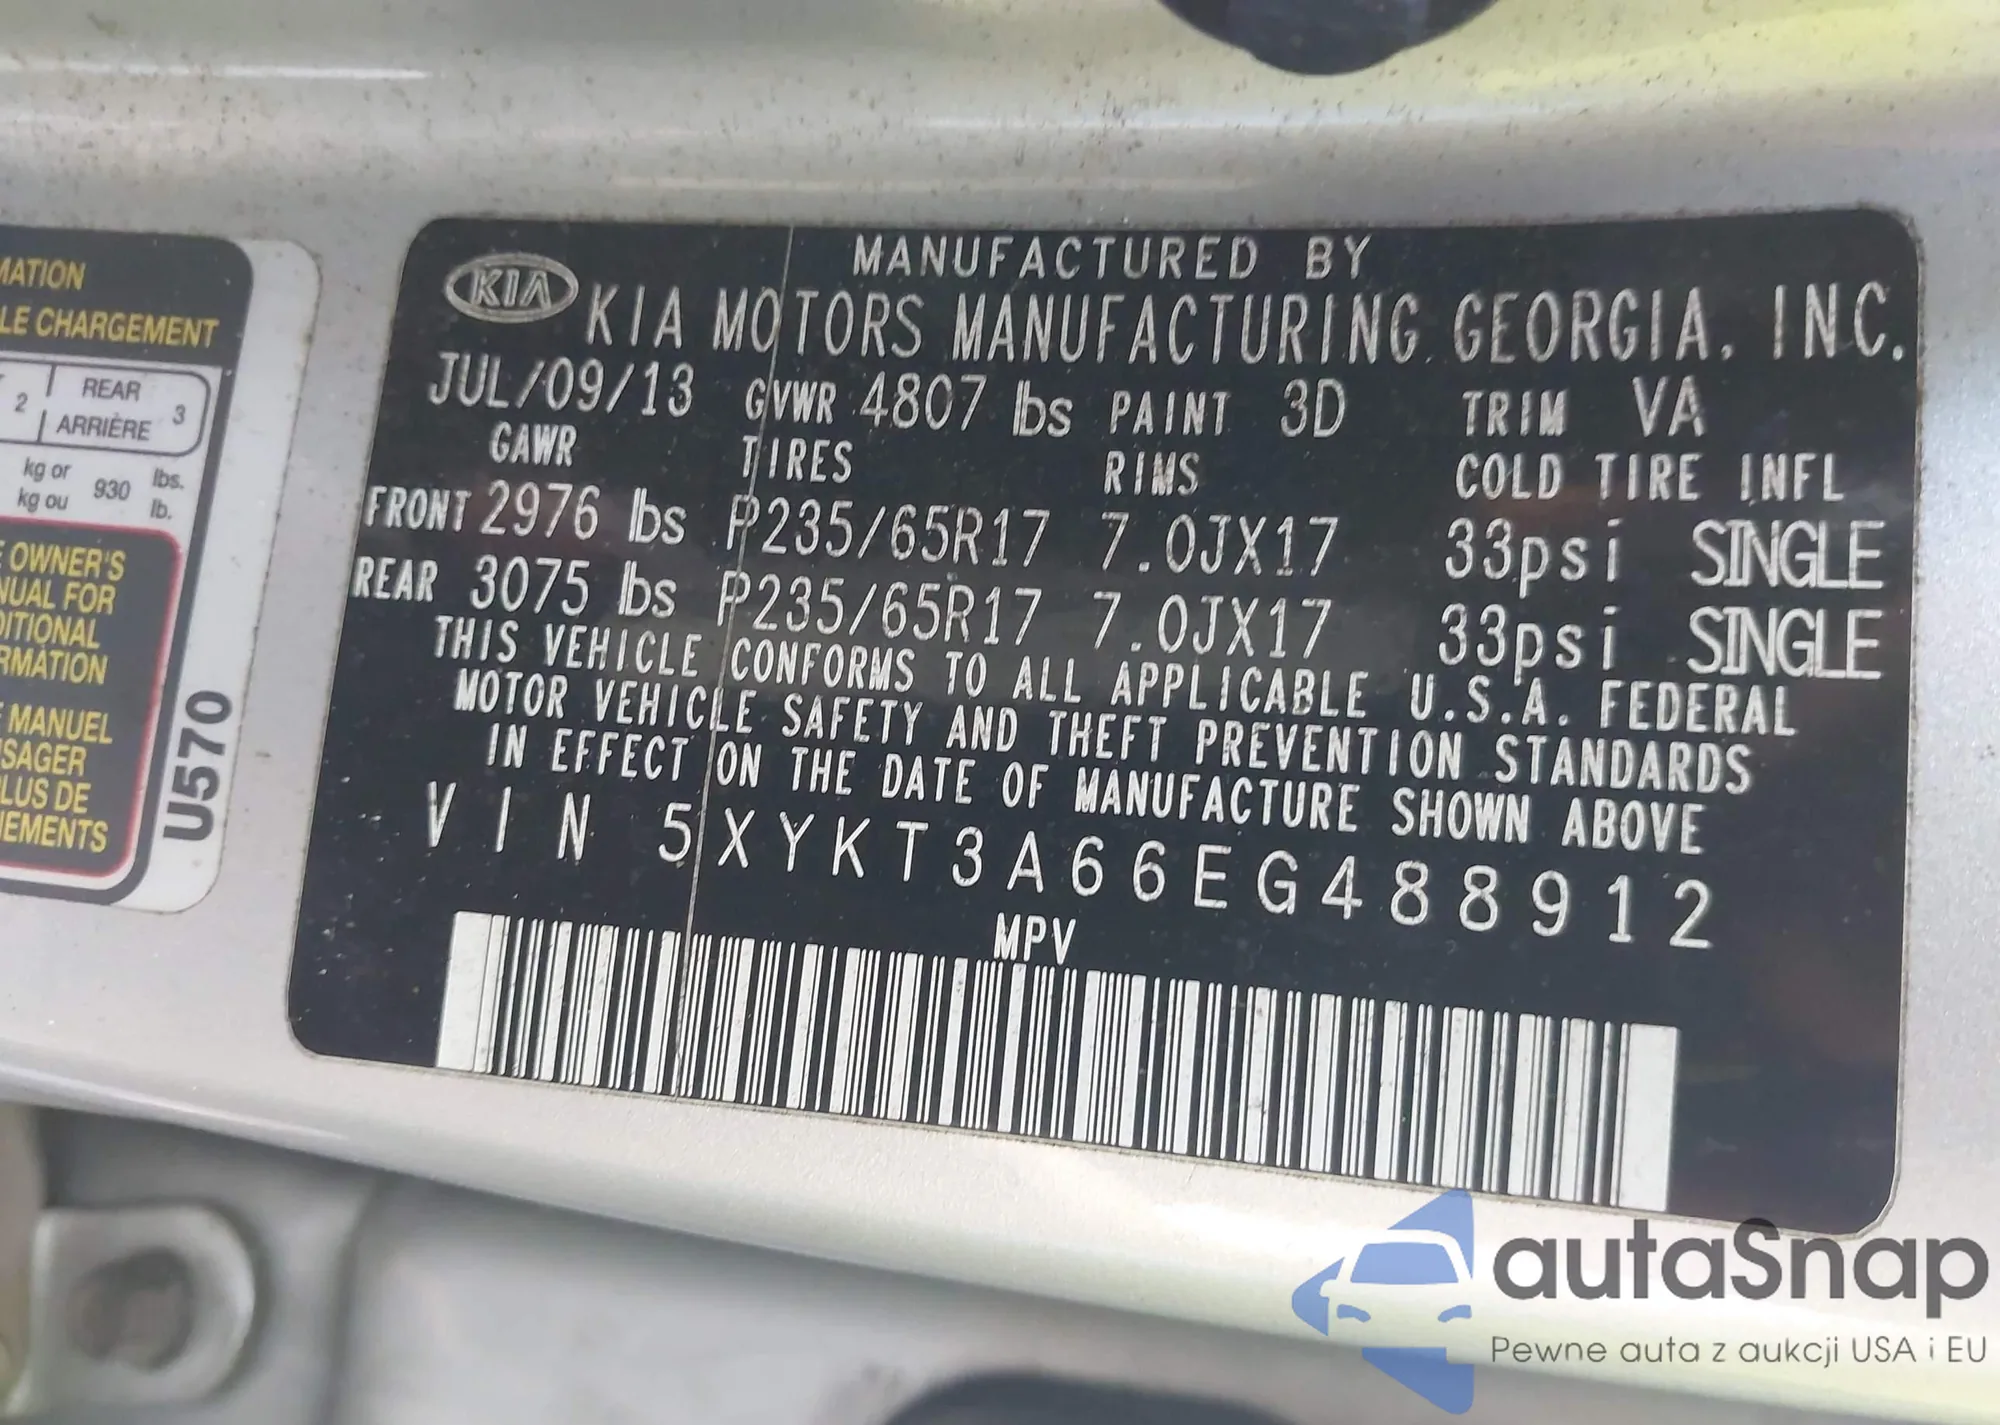 MATION
LE CHARGEMENT
2 REAR 3
ARRIÈRE
kg or
kg ou 930 lbs.
lb.
OWNER'S
NUAL FOR
DITIONAL
RMATION
MANUEL
SAGER
PLUS DE
NEMENTS
U570
KIA
MANUFACTURED BY
KIA MOTORS MANUFACTURING GEORGIA, INC.
JUL/09/13 GVWR 4807 lbs PAINT 3D TRIM VA
GAWR TIRES RIMS COLD TIRE INFL
FRONT 2976 lbs P235/65R17 7.0JX17 33psi SINGLE
REAR 3075 lbs P235/65R17 7.0JX17 33psi SINGLE
THIS VEHICLE CONFORMS TO ALL APPLICABLE U.S.A. FEDERAL
MOTOR VEHICLE SAFETY AND THEFT PREVENTION STANDARDS
IN EFFECT ON THE DATE OF MANUFACTURE SHOWN ABOVE
VIN 5XYKT3A66EG488912
MPV
autaSnap
Pewne auta z aukcji USA i EU